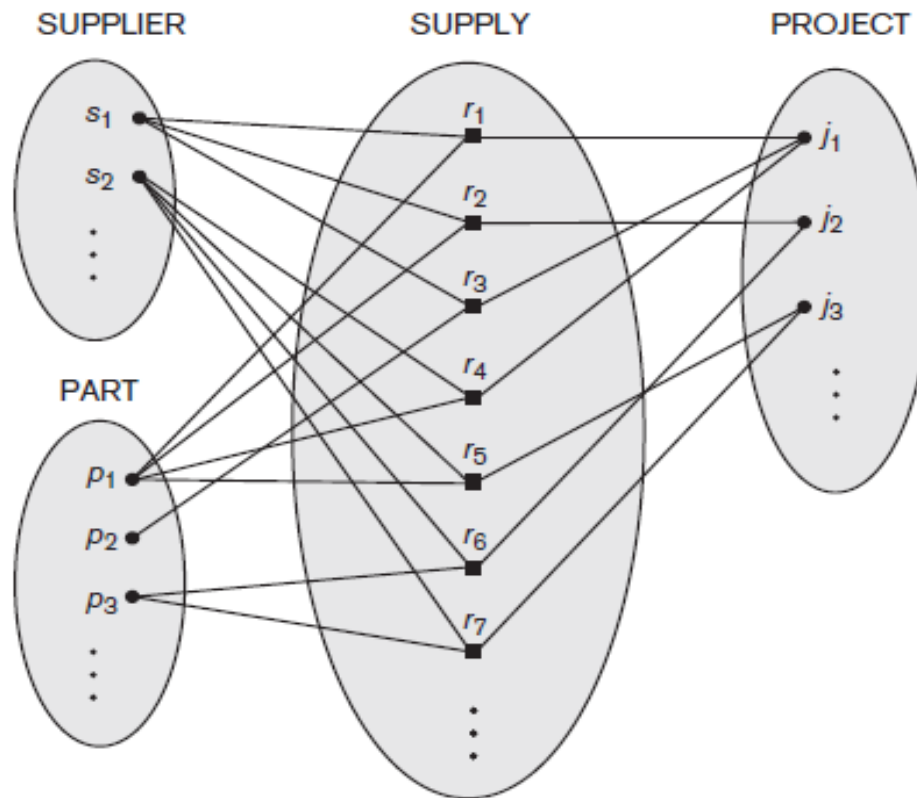 SUPPLIER
s1
s2
PART
p1
p2
p3
SUPPLY
r1
r2
r3
r4
r5
r6
r7
PROJECT
j1
j2
j3